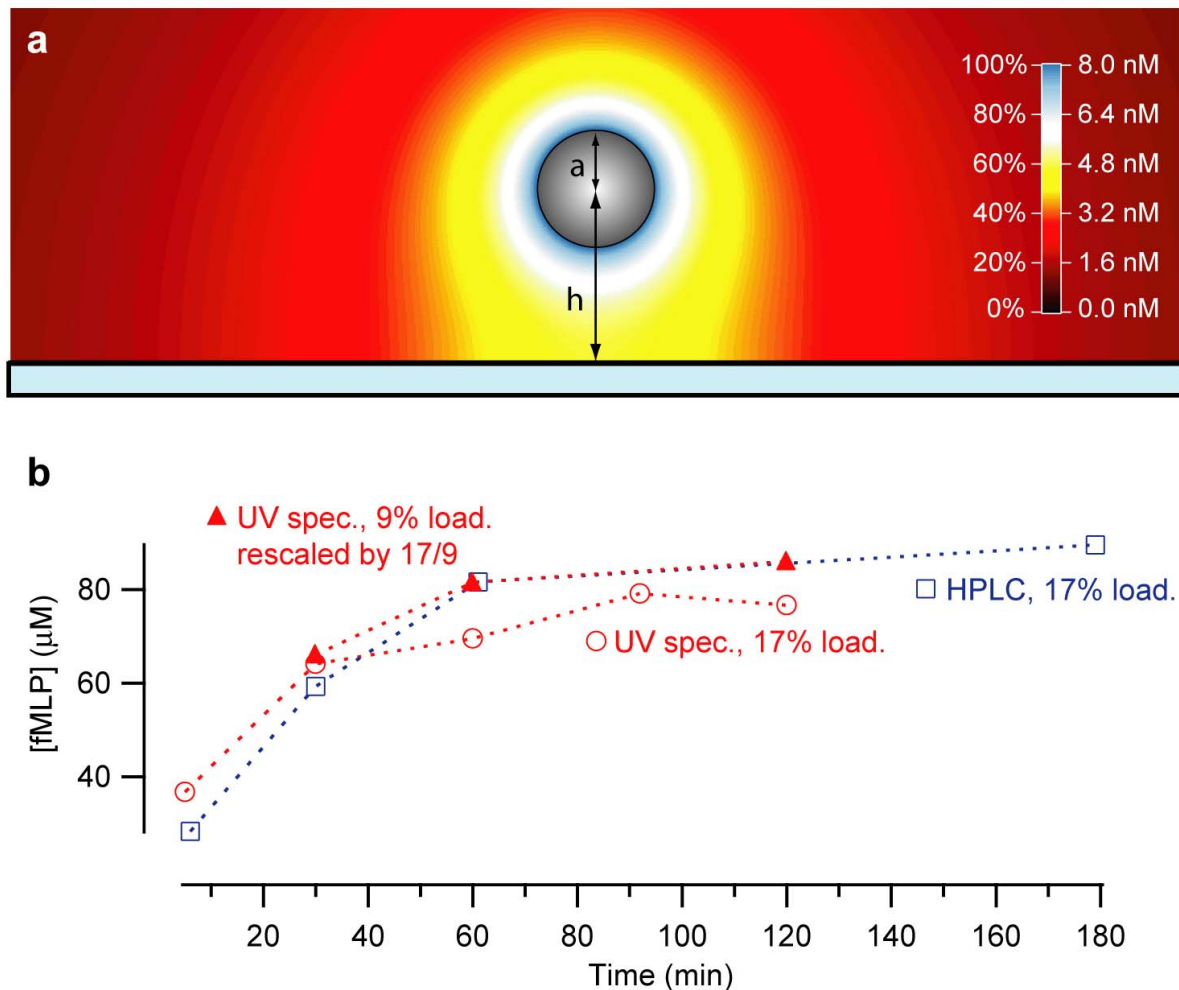 a
100% 8.0 nM
80% 6.4 nM
60% 4.8 nM
40% 3.2 nM
20% 1.6 nM
0% 0.0 nM
a
h
b
UV spec., 9% load.
rescaled by 17/9
HPLC, 17% load.
UV spec., 17% load.
[fMLP] (μM)
80
60
40
20 40 60 80 100 120 140 160 180
Time (min)